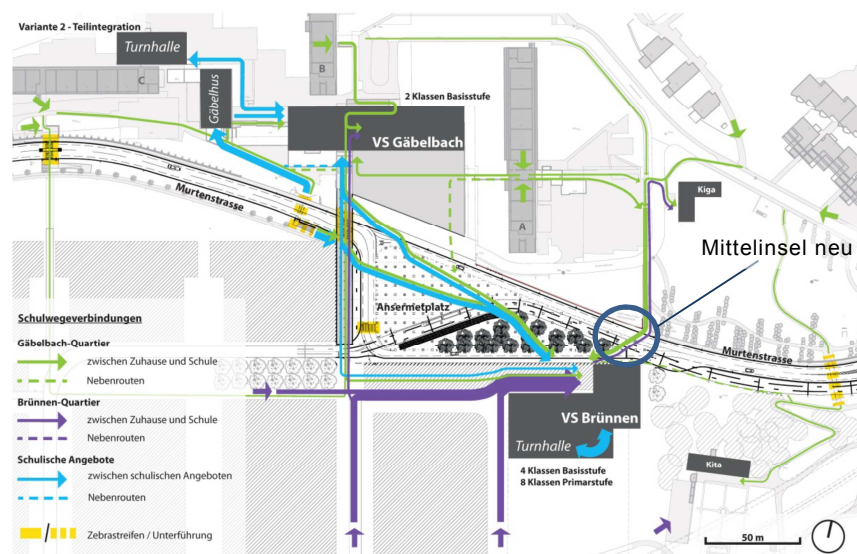 Variante 2 - Teilintegration
Turnhalle
C
B
Gäbelhus
2 Klassen Basisstufe
VS Gäbelbach
Murtenstrasse
A
Kiga
Mittelinsel neu
Ansermetplatz
Murtenstrasse
Schulwegeverbindungen
Gäbelbach-Quartier
zwischen Zuhause und Schule
Nebenrouten
Brünnen-Quartier
zwischen Zuhause und Schule
Nebenrouten
Schulische Angebote
zwischen schulischen Angeboten
Nebenrouten
/ Zebrastreifen / Unterführung
VS Brünnen
Turnhalle
4 Klassen Basisstufe
8 Klassen Primarstufe
Kita
50 m